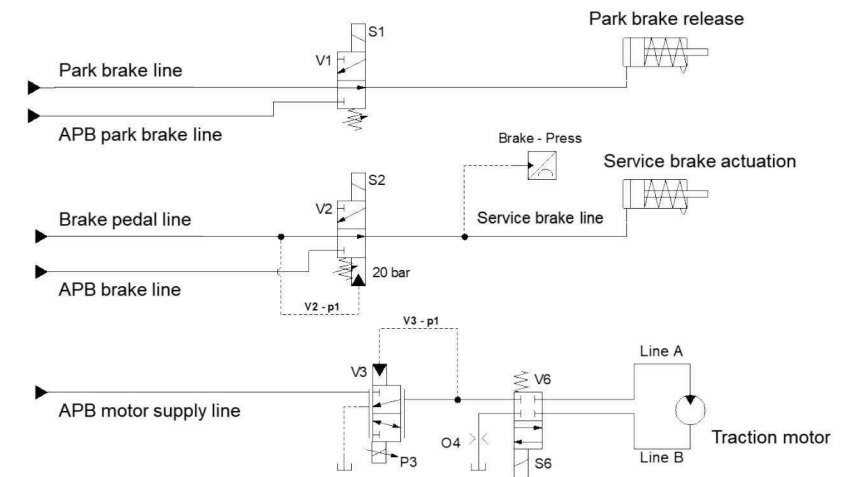 Park brake release
S1
V1
Park brake line
APB park brake line
Brake - Press
Service brake actuation
S2
V2
Brake pedal line
Service brake line
20 bar
APB brake line
V2 - p1
V3 - p1
Line A
V3
V6
APB motor supply line
O4
Traction motor
P3
S6
Line B